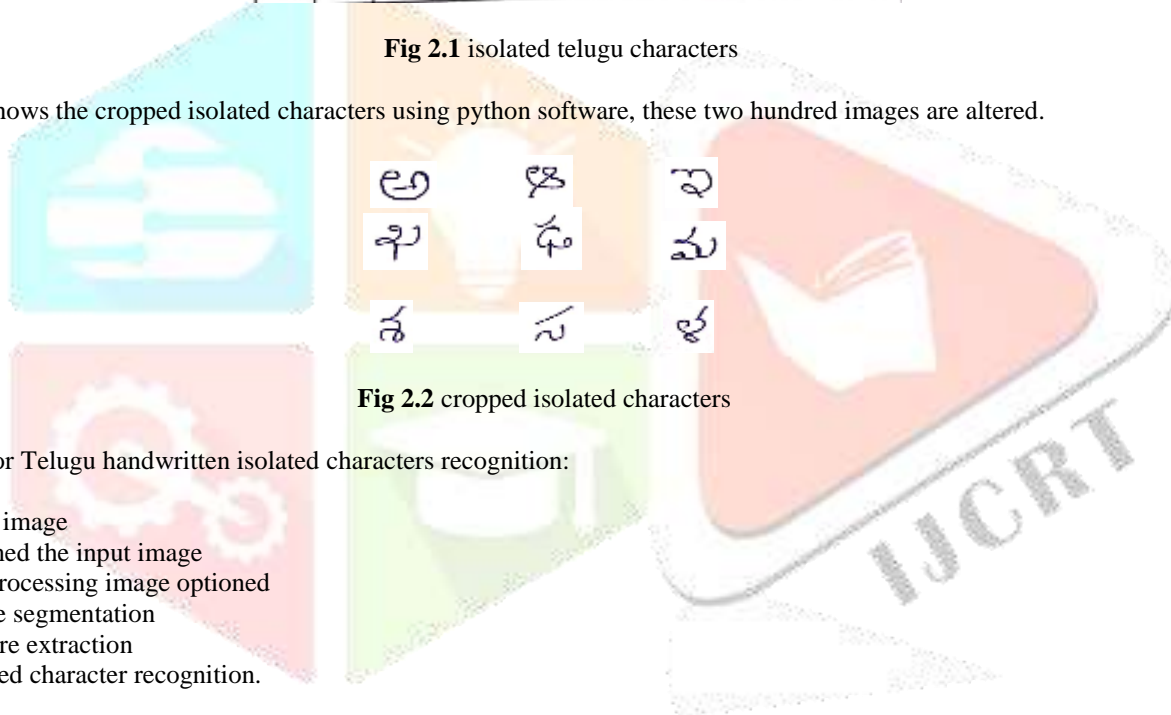 Fig 2.1 isolated telugu characters
hows the cropped isolated characters using python software, these two hundred images are altered.
అ ఆ ఇ
ఖ ఢ మ
శ స ళ
Fig 2.2 cropped isolated characters
or Telugu handwritten isolated characters recognition:
image
ned the input image
rocessing image optioned
e segmentation
re extraction
ed character recognition.
IJCRT